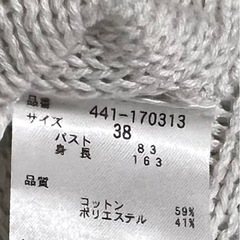 品番 441-170313
サイズ 38
バスト 83
身長 163
品質
コットン 59%
ポリエステル 41%